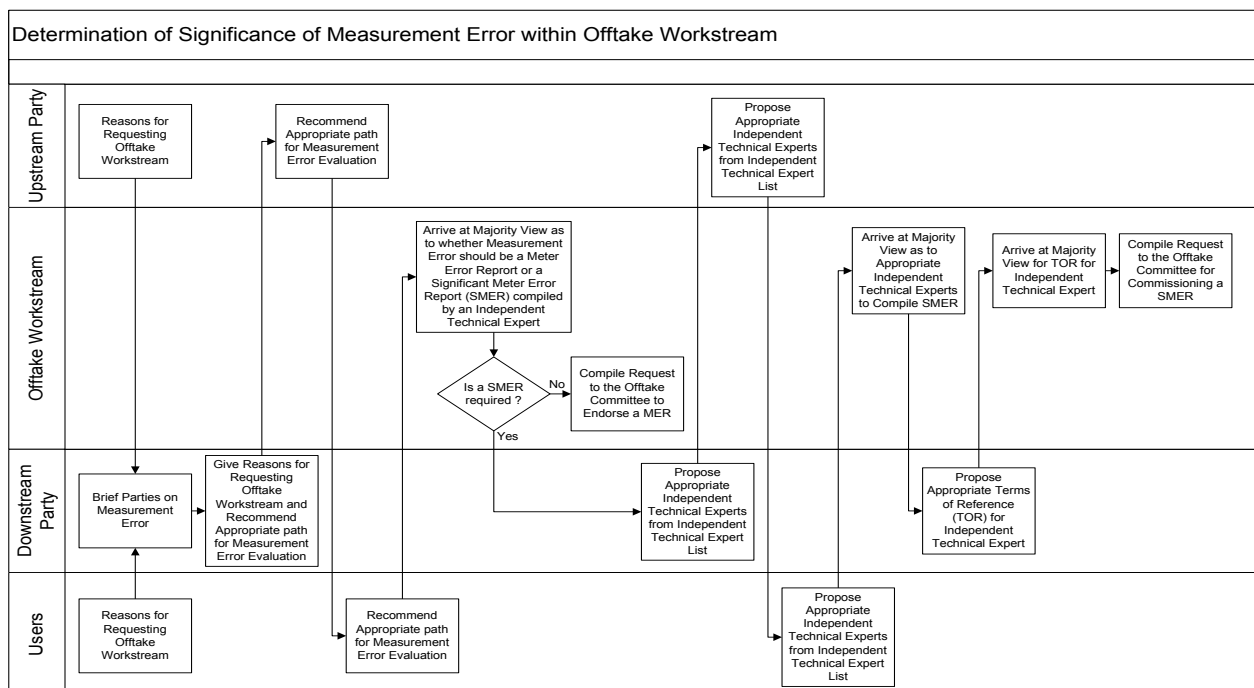 Determination of Significance of Measurement Error within Offtake Workstream
Upstream Party
Reasons for
Requesting
Offtake
Workstream
Recommend
Appropriate path
for Measurement
Error Evaluation
Propose
Appropriate
Independent
Technical Experts
from Independent
Technical Expert
List
Offtake Workstream
Arrive at Majority View as
to whether Measurement
Error should be a Meter
Error Report or a
Significant Meter Error
Report (SMER) compiled
by an Independent
Technical Expert
Is a SMER
required ?
No
Yes
Compile Request
to the Offtake
Committee to
Endorse a MER
Arrive at Majority
View as to
Appropriate
Independent
Technical Experts
to Compile SMER
Arrive at Majority
View for TOR for
Independent
Technical Expert
Compile Request
to the Offtake
Committee for
Commissioning a
SMER
Downstream
Party
Brief Parties on
Measurement
Error
Give Reasons for
Requesting
Offtake
Workstream and
Recommend
Appropriate path
for Measurement
Error Evaluation
Propose
Appropriate
Independent
Technical Experts
from Independent
Technical Expert
List
Propose
Appropriate Terms
of Reference
(TOR) for
Independent
Technical Expert
Users
Reasons for
Requesting
Offtake
Workstream
Recommend
Appropriate path
for Measurement
Error Evaluation
Propose
Appropriate
Independent
Technical Experts
from Independent
Technical Expert
List